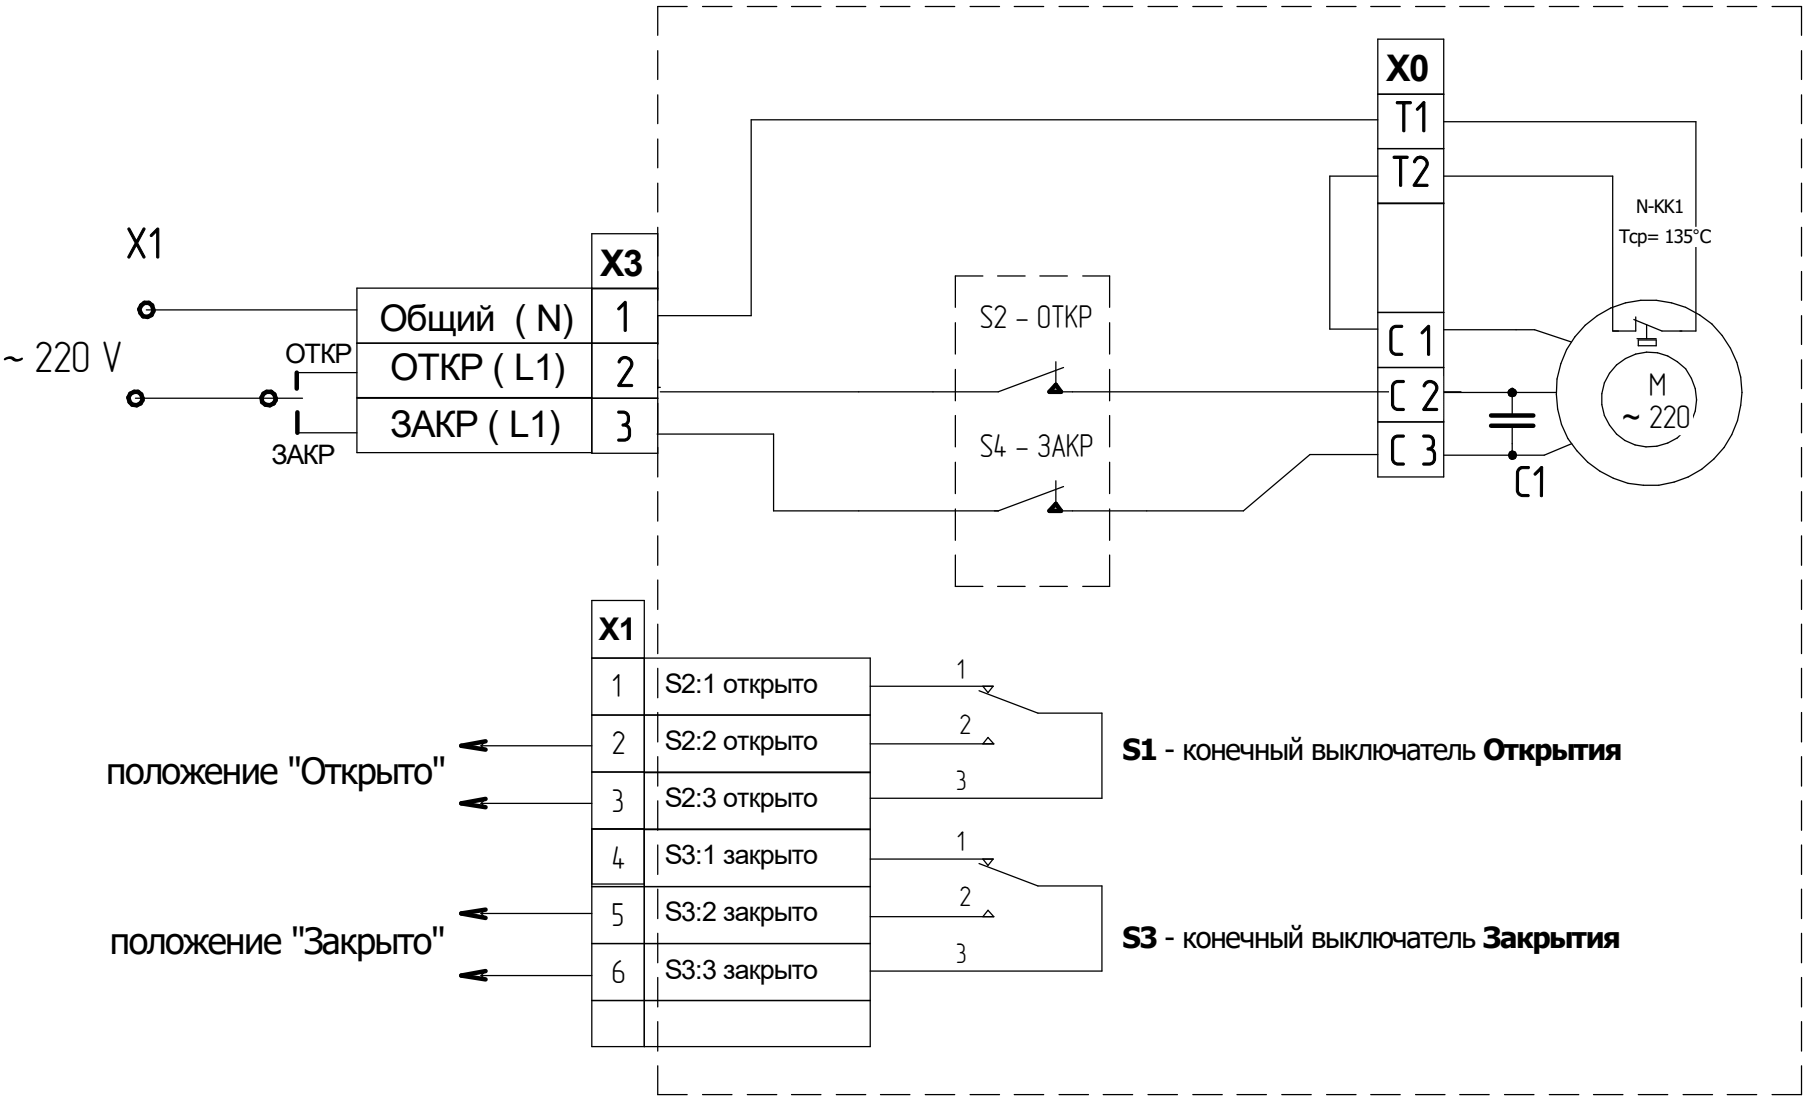 X0
T1
T2
N-KK1
Тср= 135°C
X1
X3
Общий ( N) 1
~ 220 V
ОТКР
ОТКР ( L1) 2
ЗАКР ( L1) 3
ЗАКР
S2 – ОТКР
S4 – ЗАКР
C 1
C 2
C 3
C1
M
~ 220
X1
1 S2:1 открыто 1
2 S2:2 открыто 2
3 S2:3 открыто 3
положение "Открыто"
S1 - конечный выключатель Открытия
4 S3:1 закрыто 1
5 S3:2 закрыто 2
6 S3:3 закрыто 3
положение "Закрыто"
S3 - конечный выключатель Закрытия